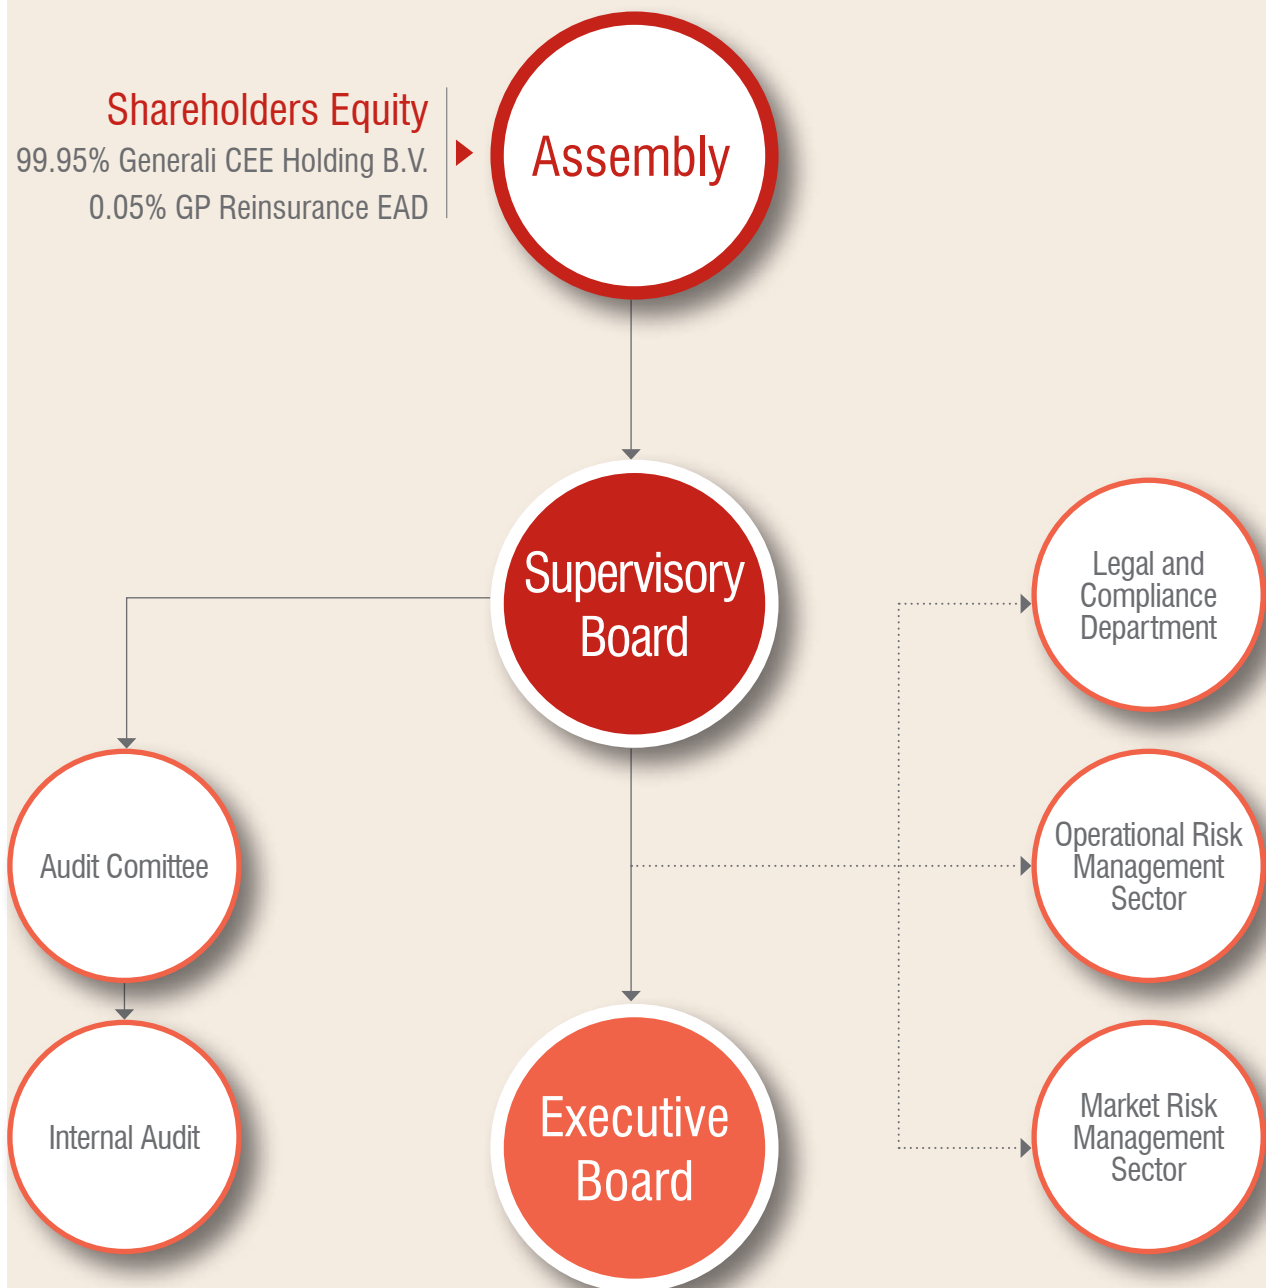 Shareholders Equity
99.95% Generali CEE Holding B.V.
0.05% GP Reinsurance EAD
Assembly
Supervisory
Board
Legal and
Compliance
Department
Audit Comittee
Operational Risk
Management
Sector
Internal Audit
Executive
Board
Market Risk
Management
Sector